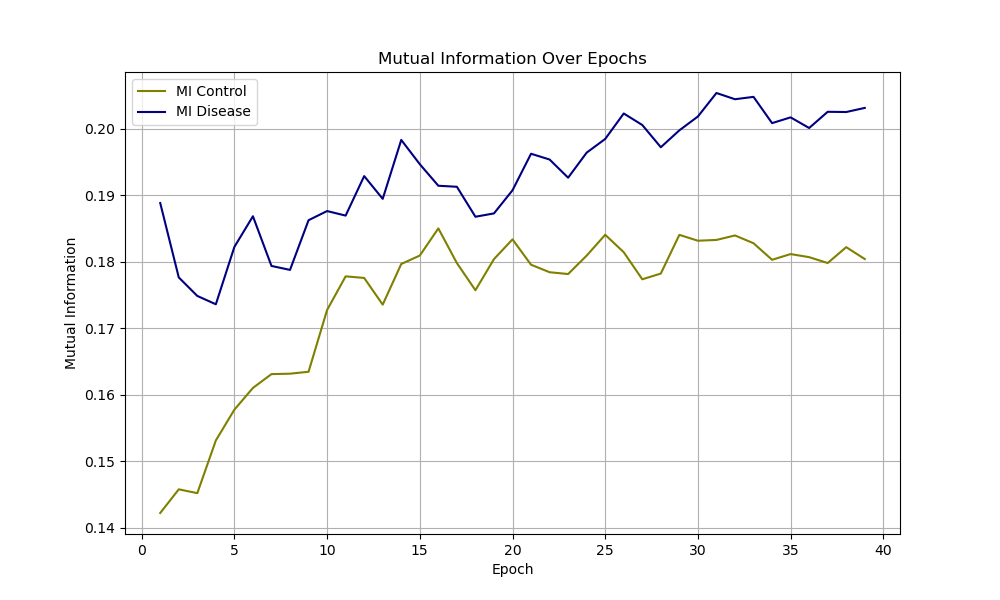 Mutual Information Over Epochs
MI Control
MI Disease
Mutual Information
0.20
0.19
0.18
0.17
0.16
0.15
0.14
0 5 10 15 20 25 30 35 40
Epoch